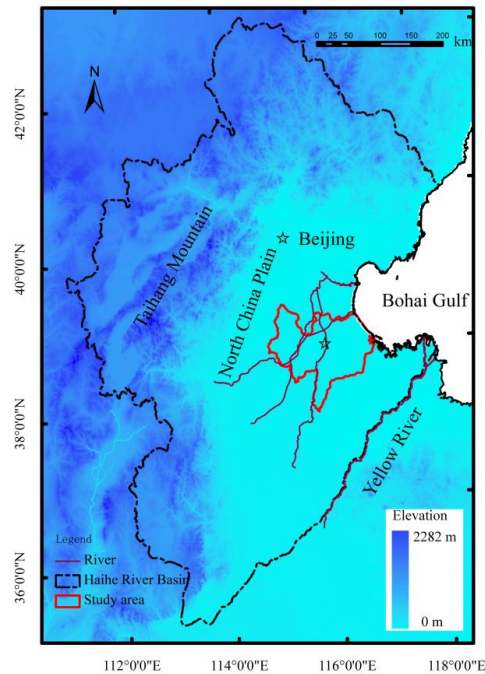 0 25 50 100 150 200
km
N
42°0'0"N
40°0'0"N
38°0'0"N
36°0'0"N
Taihang Mountain
North China Plain
Beijing
Bohai Gulf
Yellow River
Legend
River
Haihe River Basin
Study area
Elevation
2282 m
0 m
112°0'0"E 114°0'0"E 116°0'0"E 118°0'0"E